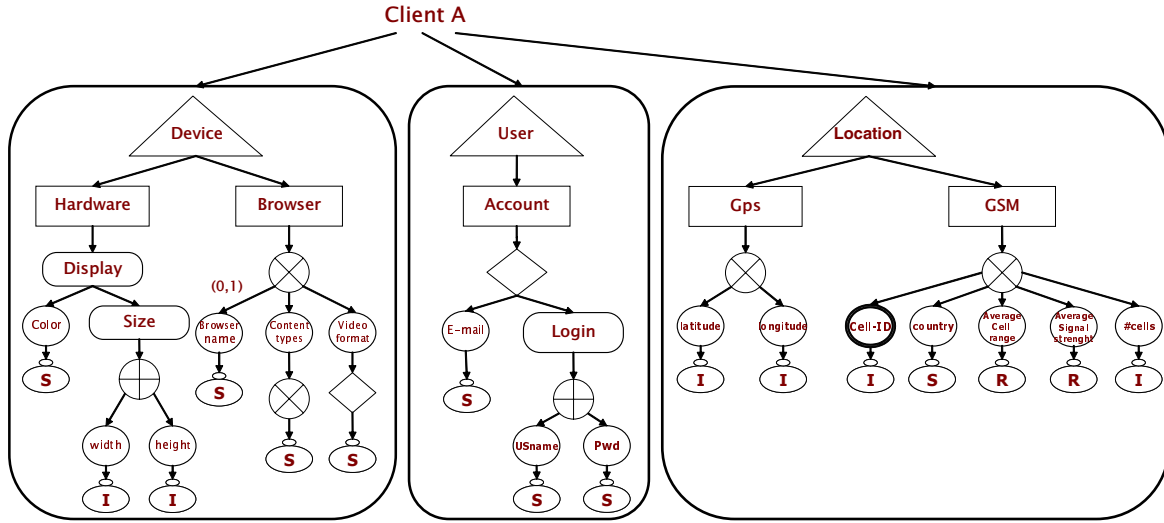 Client A
Device
Hardware
Browser
Display
(0,1)
Color
Size
Browser
name
Content
types
Video
format
S
S
width
height
S
S
I
I
User
Account
E-mail
Login
S
USname
Pwd
S
S
Location
Gps
GSM
latitude
longitude
Cell-ID
country
Average
Cell
range
Average
Signal
strenght
#cells
I
I
I
S
R
R
I